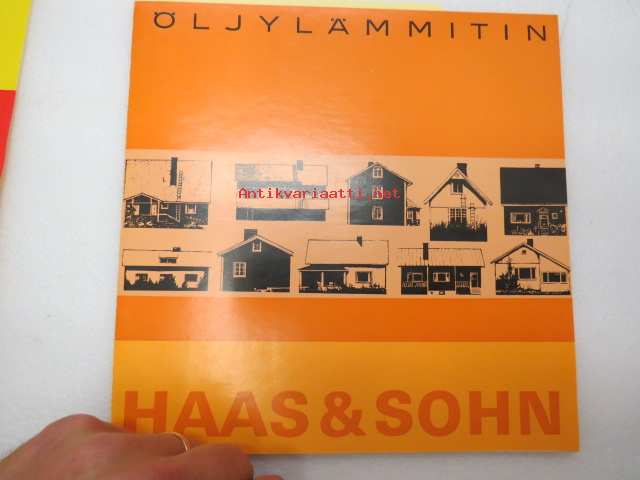 ÖLJYLÄMMITIN
Antikvariaatti.net
HAAS & SOHN